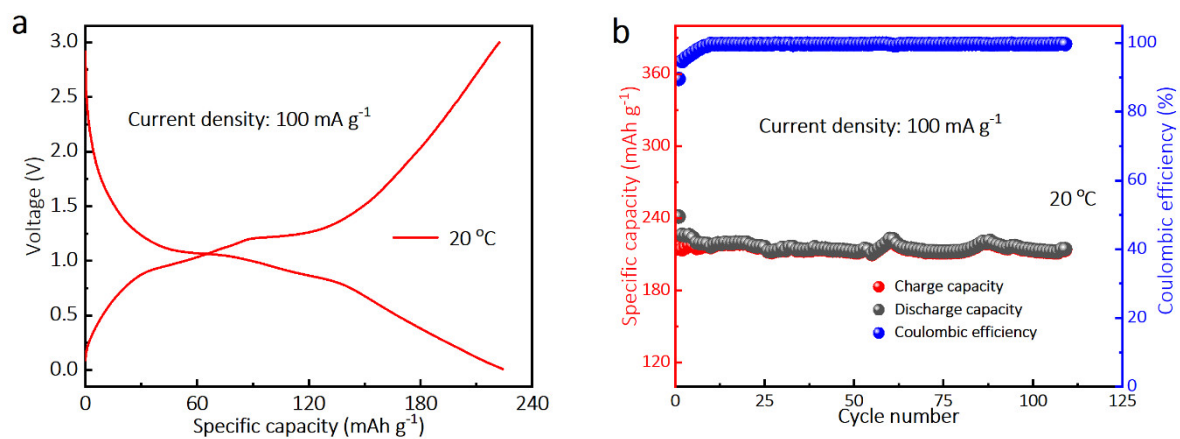 a
3.0
2.5
2.0
1.5
1.0
0.5
0.0
Voltage (V)
Current density: 100 mA g⁻¹
20 °C
0
60
120
180
240
Specific capacity (mAh g⁻¹)
b
360
300
240
210
180
120
Specific capacity (mAh g⁻¹)
Current density: 100 mA g⁻¹
20 °C
Charge capacity
Discharge capacity
Coulombic efficiency
0
25
50
75
100
125
Cycle number
100
80
60
40
20
0
Coulombic efficiency (%)